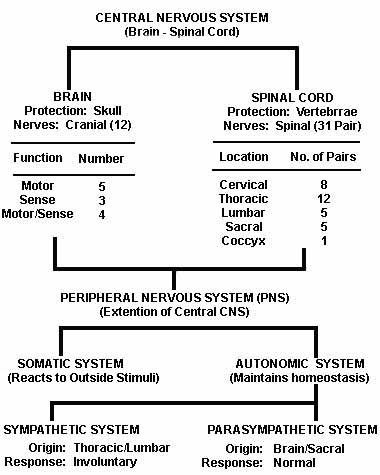 CENTRAL NERVOUS SYSTEM
(Brain - Spinal Cord)
BRAIN
Protection: Skull
Nerves: Cranial (12)
Function Number
Motor 5
Sense 3
Motor/Sense 4
SPINAL CORD
Protection: Vertebrrae
Nerves: Spinal (31 Pair)
Location No. of Pairs
Cervical 8
Thoracic 12
Lumbar 5
Sacral 5
Coccyx 1
PERIPHERAL NERVOUS SYSTEM (PNS)
(Extention of Central CNS)
SOMATIC SYSTEM
(Reacts to Outside Stimuli)
AUTONOMIC SYSTEM
(Maintains homeostasis)
SYMPATHETIC SYSTEM
Origin: Thoracic/Lumbar
Response: Involuntary
PARASYMPATHETIC SYSTEM
Origin: Brain/Sacral
Response: Normal